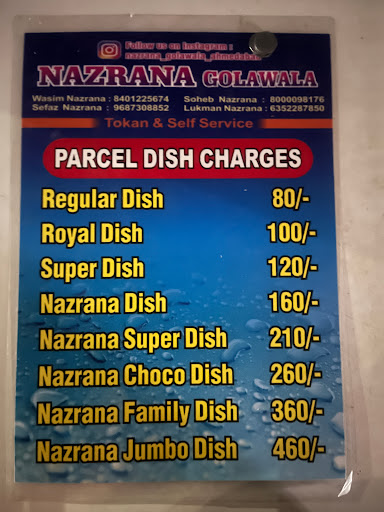 Follow us on Instagram :
nazrana_golawala_ahmedabad
NAZRANA GOLAWALA
Wasim Nazrana : 8401225674 Soheb Nazrana : 8000098176
Sefaz Nazrana : 9687308852 Lukman Nazrana : 6352287850
Tokan & Self Service
PARCEL DISH CHARGES
Regular Dish 80/-
Royal Dish 100/-
Super Dish 120/-
Nazrana Dish 160/-
Nazrana Super Dish 210/-
Nazrana Choco Dish 260/-
Nazrana Family Dish 360/-
Nazrana Jumbo Dish 460/-